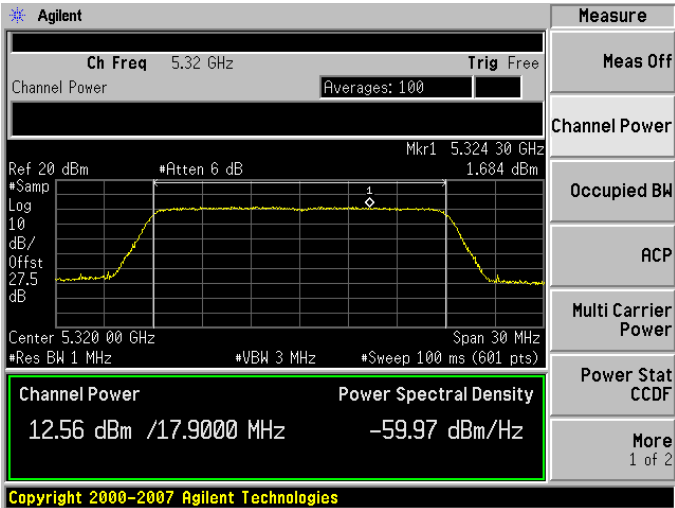 Agilent
Measure
Ch Freq 5.32 GHz Trig Free
Meas Off
Channel Power Averages: 100
Channel Power
Mkr1 5.324 30 GHz
Ref 20 dBm #Atten 6 dB 1.684 dBm
#Samp
Log
10
dB/
Offst
27.5
dB
1
Occupied BW
ACP
Multi Carrier
Power
Center 5.320 00 GHz Span 30 MHz
#Res BW 1 MHz #VBW 3 MHz #Sweep 100 ms (601 pts)
Power Stat
CCDF
Channel Power Power Spectral Density
12.56 dBm /17.9000 MHz -59.97 dBm/Hz
More
1 of 2
Copyright 2000-2007 Agilent Technologies